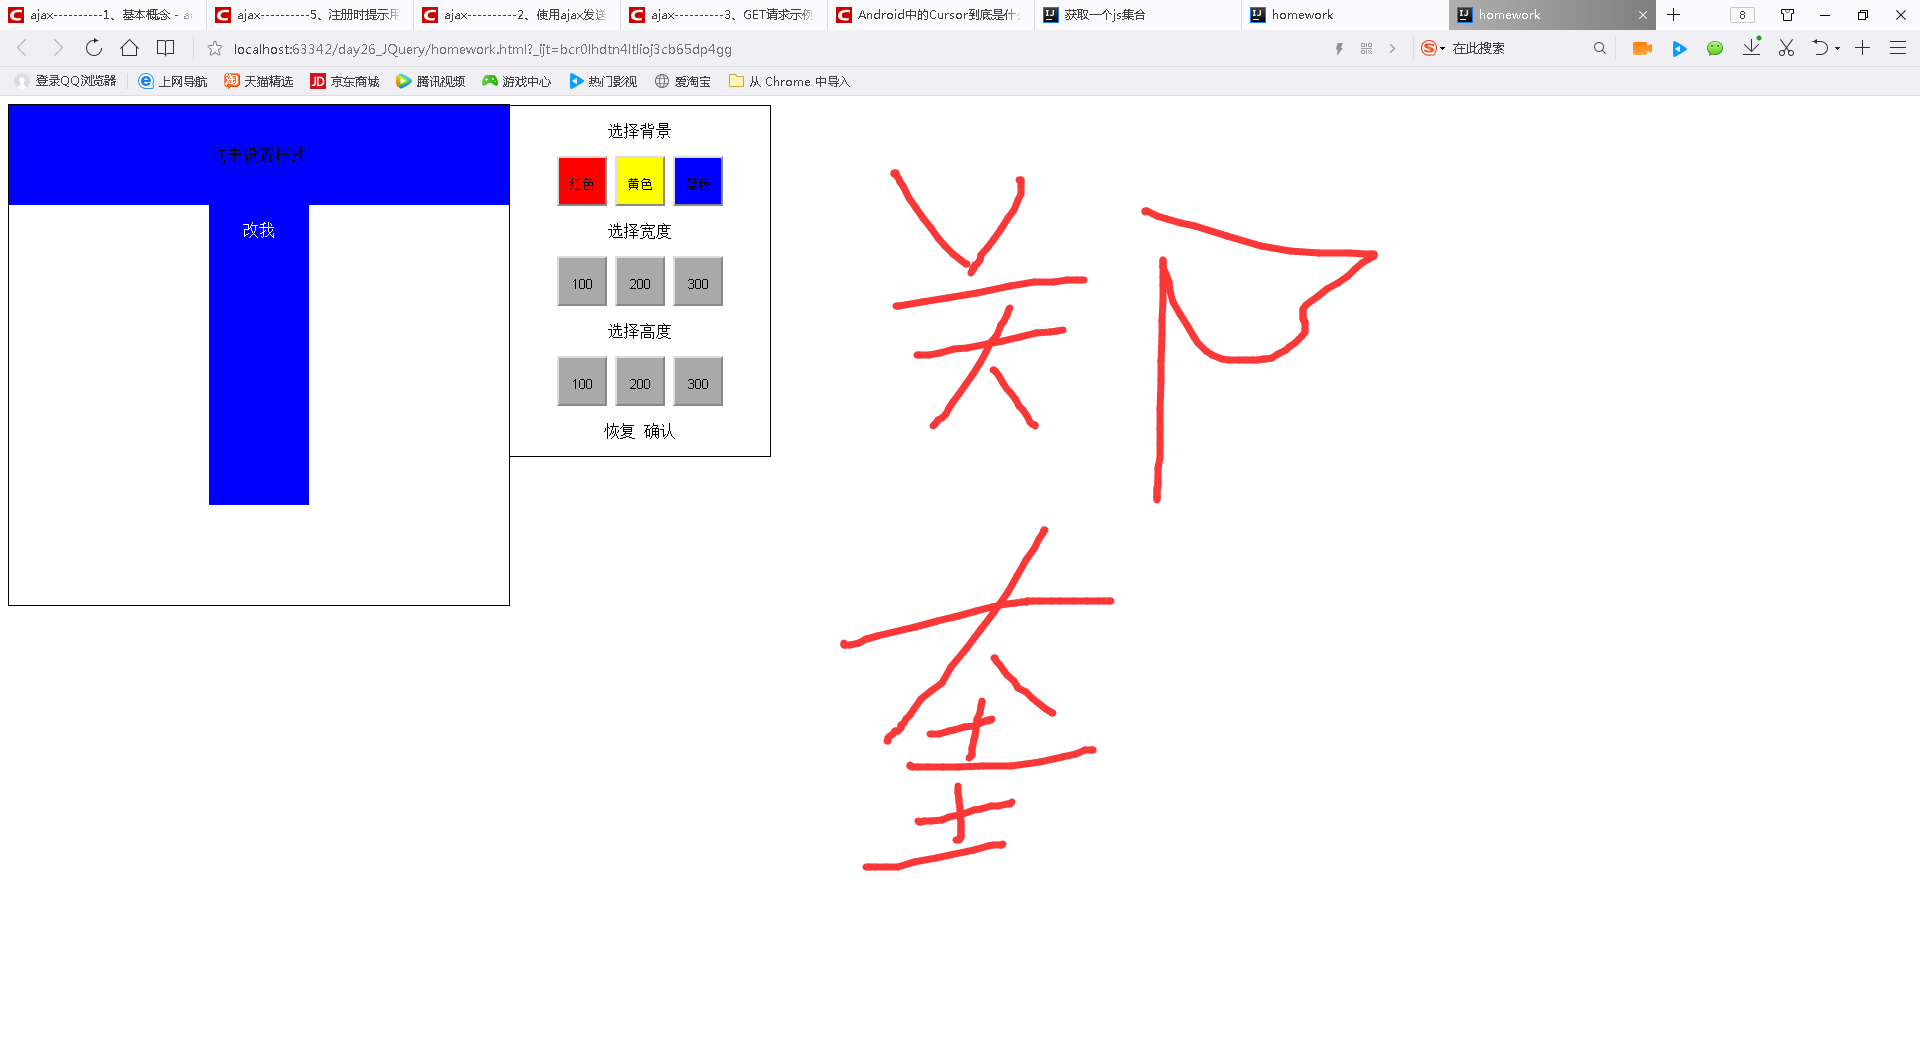 ajax----------1、基本概念 - a
ajax----------5、注册时提示用
ajax----------2、使用ajax发送
ajax----------3、GET请求示例
Android中的Cursor到底是什
获取一个js集合
homework
homework
8
localhost:63342/day26_JQuery/homework.html?_ijt=bcr0lhdtn4ltlioj3cb65dp4gg
在此搜索
登录QQ浏览器
上网导航
淘 天猫精选
JD 京东商城
腾讯视频
游戏中心
热门影视
爱淘宝
从 Chrome 中导入
点击设置样式
改我
选择背景
红色 黄色 蓝色
选择宽度
100 200 300
选择高度
100 200 300
恢复 确认
郑
奎